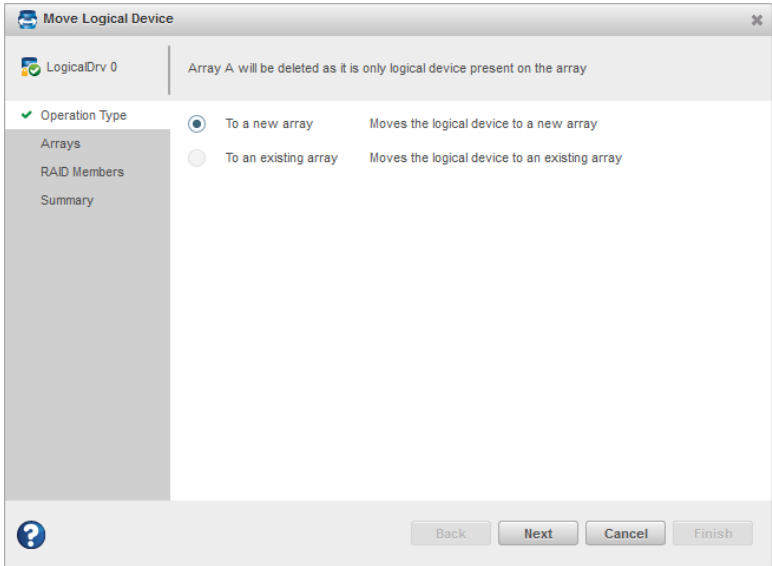 Move Logical Device
LogicalDrv 0
Array A will be deleted as it is only logical device present on the array
Operation Type
Arrays
RAID Members
Summary
To a new array Moves the logical device to a new array
To an existing array Moves the logical device to an existing array
? Back Next Cancel Finish